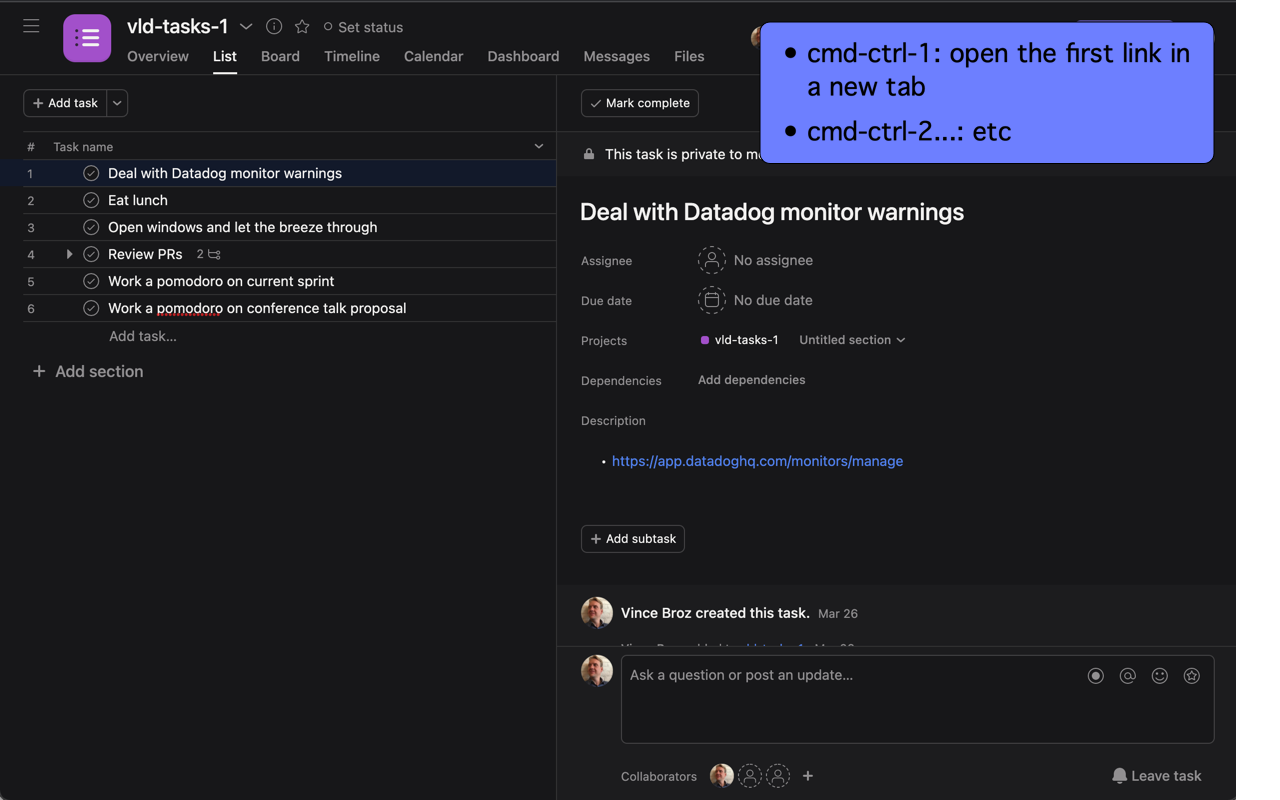 vld-tasks-1
Set status
Overview List Board Timeline Calendar Dashboard Messages Files
• cmd-ctrl-1: open the first link in
a new tab
• cmd-ctrl-2...: etc
+ Add task
# Task name
1 Deal with Datadog monitor warnings
2 Eat lunch
3 Open windows and let the breeze through
4 Review PRs 2
5 Work a pomodoro on current sprint
6 Work a pomodoro on conference talk proposal
Add task...
+ Add section
Mark complete
This task is private to
Deal with Datadog monitor warnings
Assignee No assignee
Due date No due date
Projects vld-tasks-1 Untitled section
Dependencies Add dependencies
Description
• https://app.datadoghq.com/monitors/manage
+ Add subtask
Vince Broz created this task. Mar 26
Ask a question or post an update...
Collaborators +
Leave task